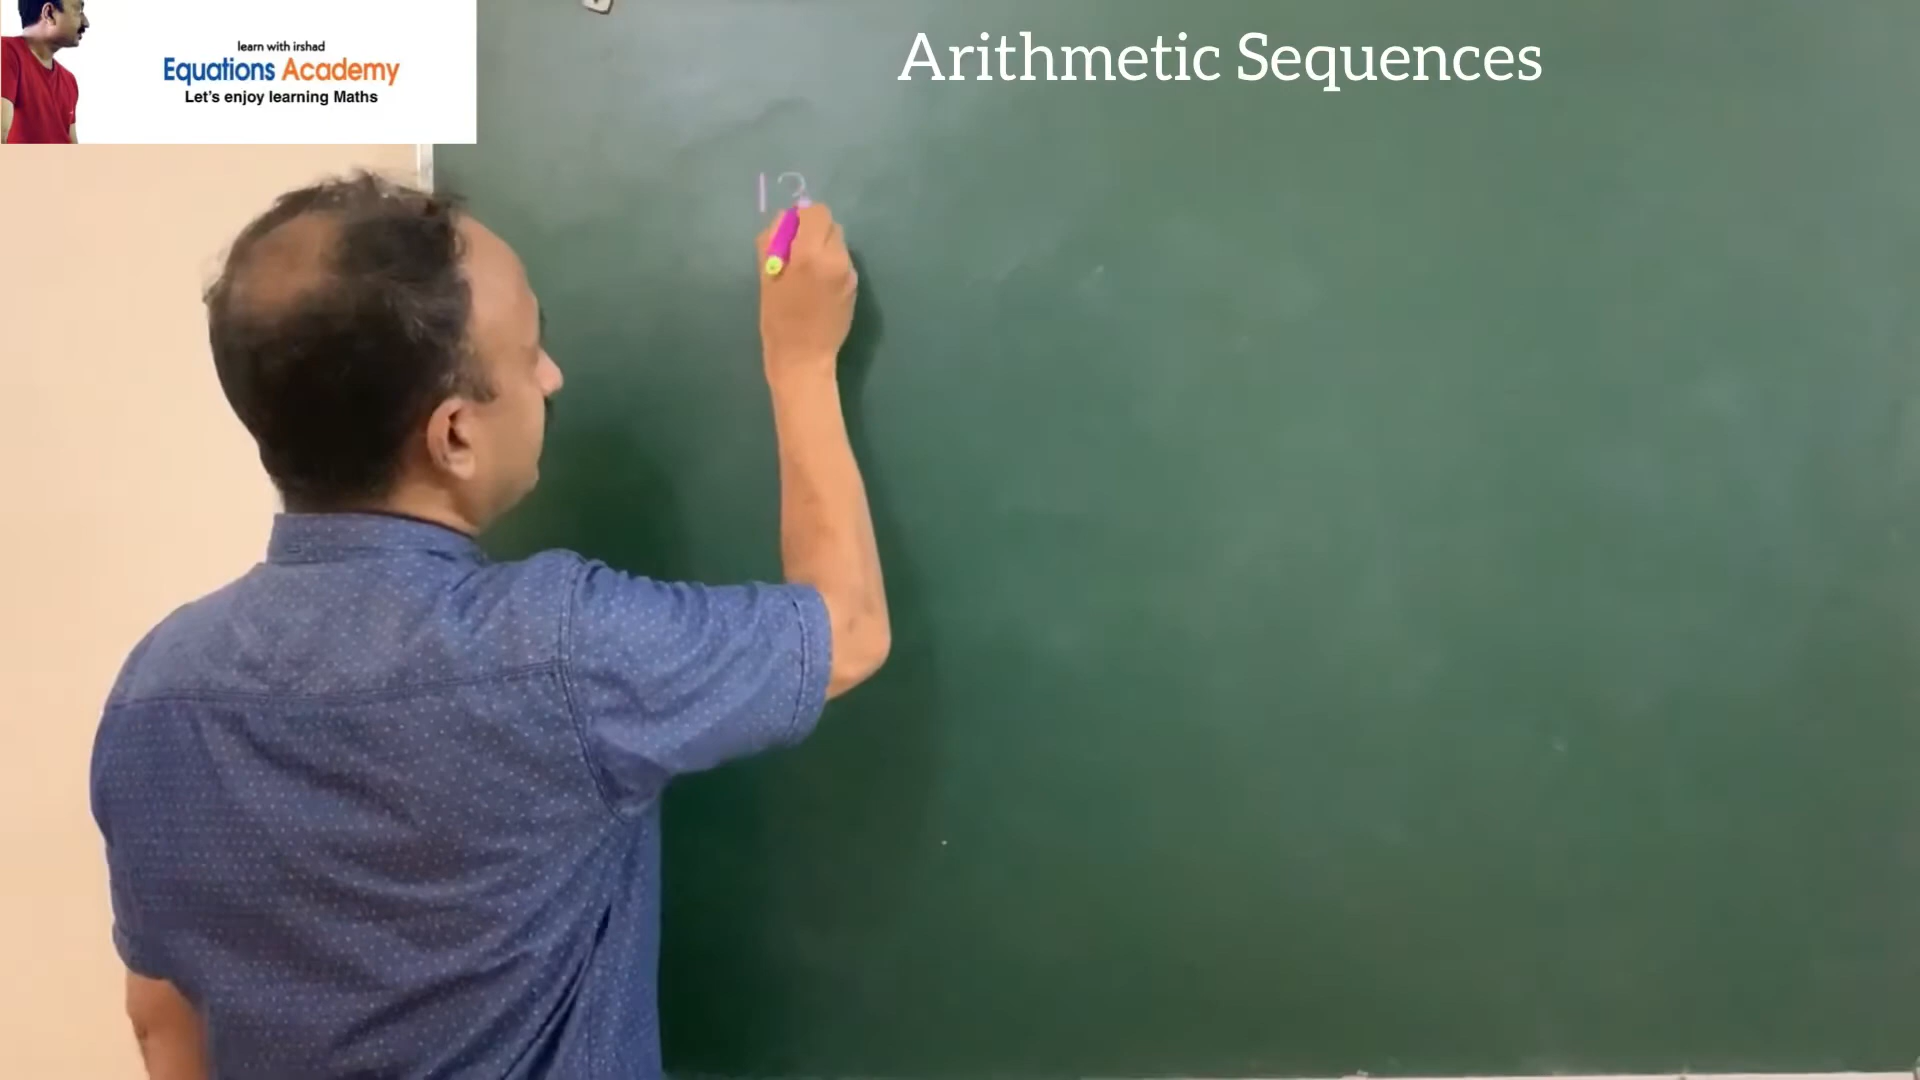 learn with irshad
Equations Academy
Let's enjoy learning Maths
Arithmetic Sequences